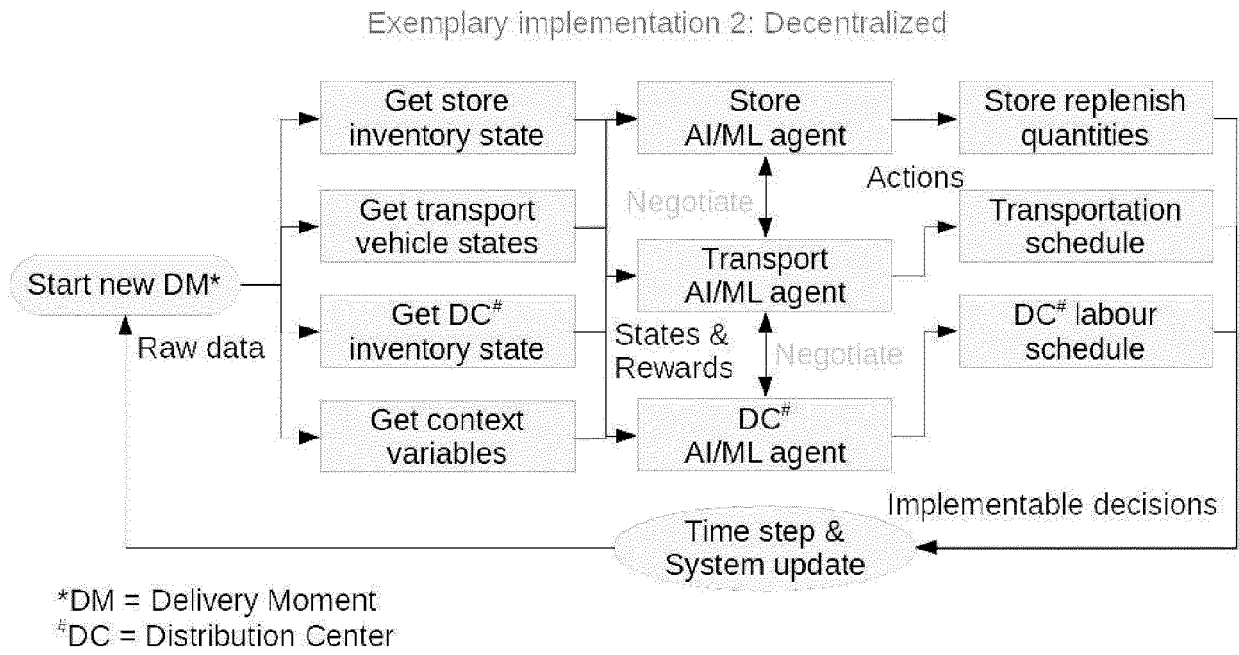 Exemplary implementation 2: Decentralized
Get store
inventory state
Store
AI/ML agent
Store replenish
quantities
Actions
Negotiate
Get transport
vehicle states
Transportation
schedule
Start new DM*
Transport
AI/ML agent
Raw data
Get DC#
inventory state
States &
Rewards
Negotiate
DC# labour
schedule
Get context
variables
DC#
AI/ML agent
Implementable decisions
Time step &
System update
*DM = Delivery Moment
#DC = Distribution Center